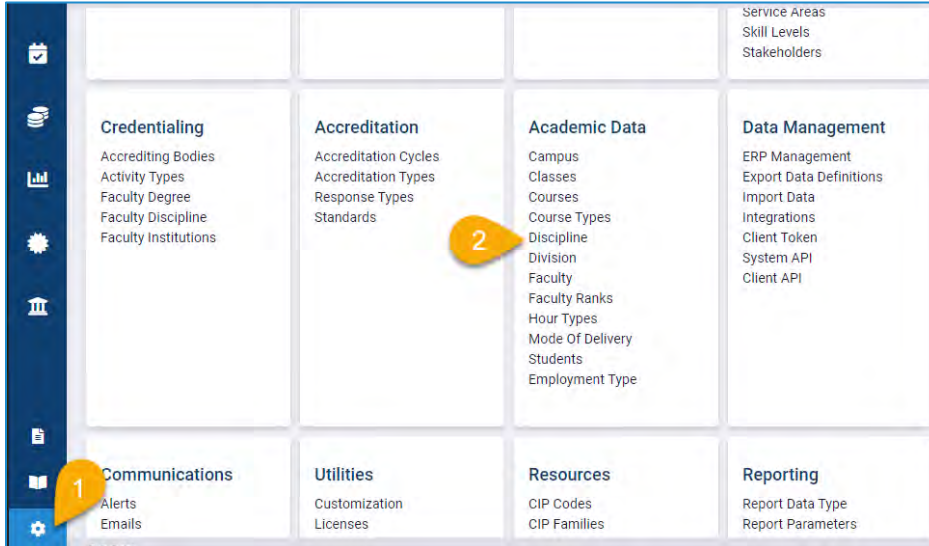 Service Areas
Skill Levels
Stakeholders
Credentialing
Accrediting Bodies
Activity Types
Faculty Degree
Faculty Discipline
Faculty Institutions
Accreditation
Accreditation Cycles
Accreditation Types
Response Types
Standards
Academic Data
Campus
Classes
Courses
Course Types
Discipline
Division
Faculty
Faculty Ranks
Hour Types
Mode Of Delivery
Students
Employment Type
2
Data Management
ERP Management
Export Data Definitions
Import Data
Integrations
Client Token
System API
Client API
Communications
Alerts
Emails
1
Utilities
Customization
Licenses
Resources
CIP Codes
CIP Families
Reporting
Report Data Type
Report Parameters